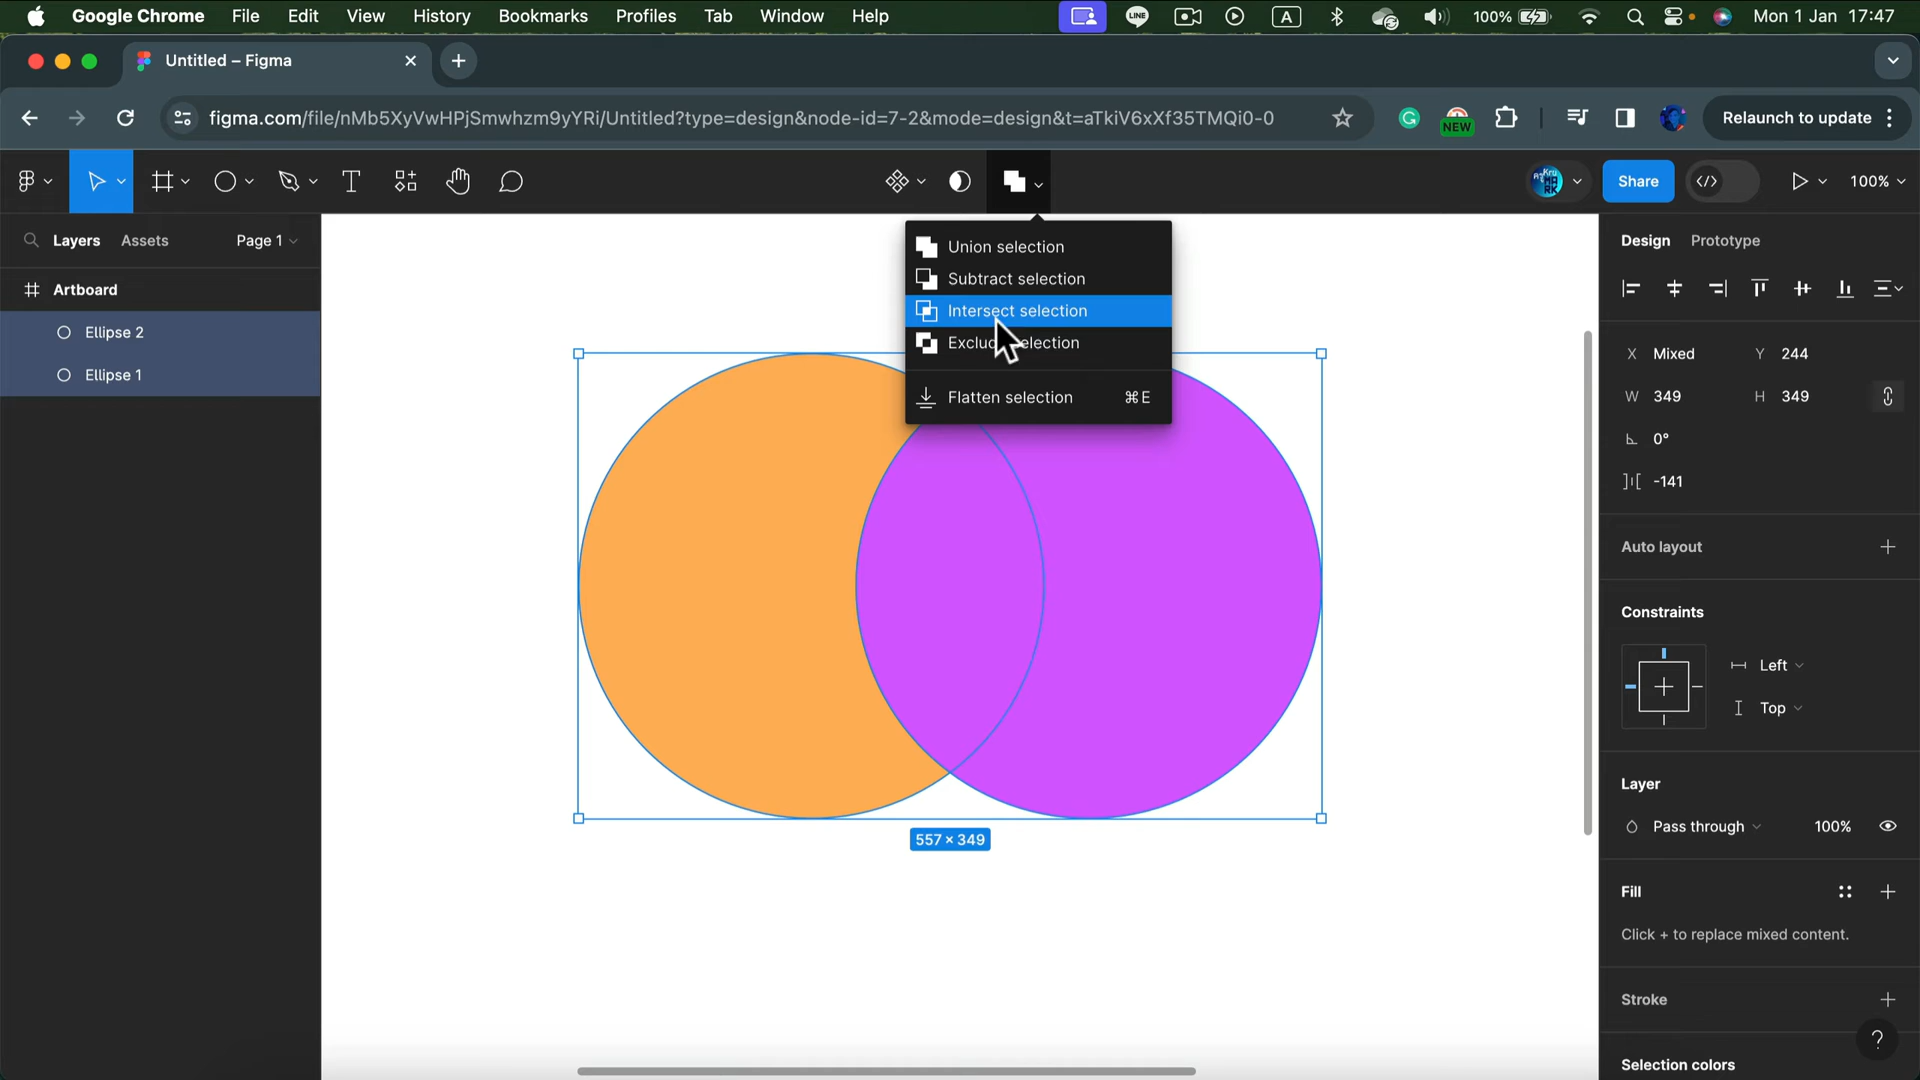 Google Chrome File Edit View History Bookmarks Profiles Tab Window Help LINE A 100% Mon 1 Jan 17:47
Untitled – Figma
figma.com/file/nMb5XyVwHPjSmwhzm9yYRi/Untitled?type=design&node-id=7-2&mode=design&t=aTkiV6xXf35TMQi0-0 NEW Relaunch to update
Share 100%
Layers Assets Page 1
Artboard
Ellipse 2
Ellipse 1
Union selection
Subtract selection
Intersect selection
Flatten selection ⌘E
557 × 349
Design Prototype
X Mixed Y 244
W 349 H 349
0°
-141
Auto layout
Constraints
Left
Top
Layer
Pass through 100%
Fill
Click + to replace mixed content.
Stroke
?
Selection colors